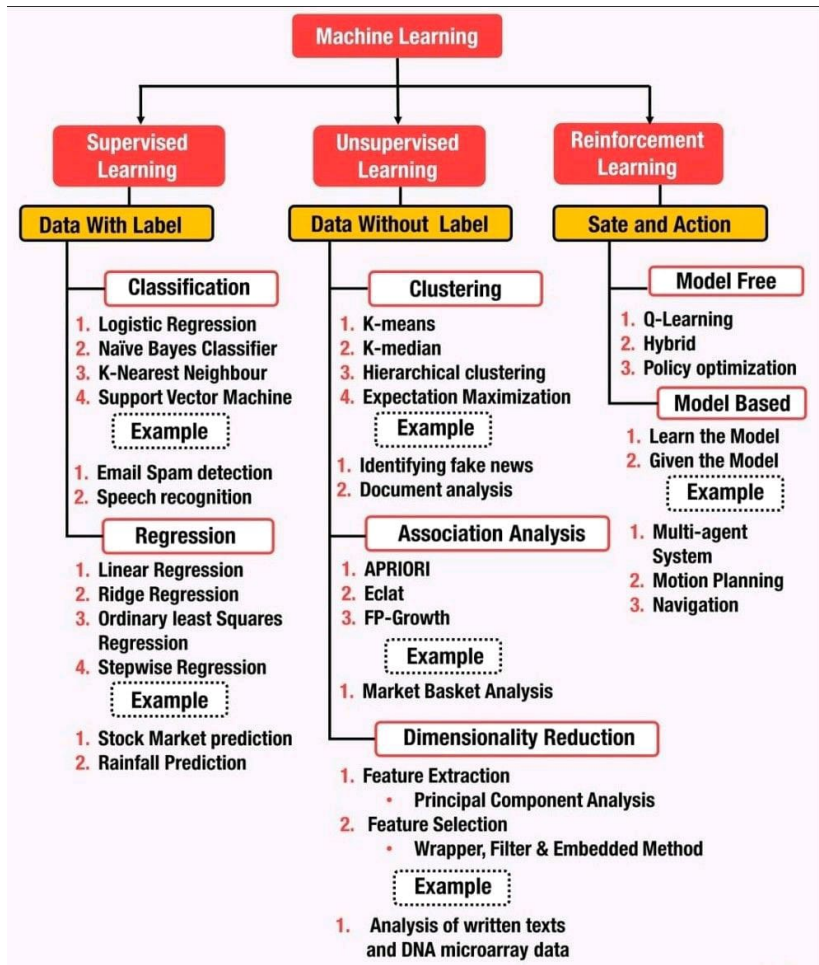 Machine Learning
Supervised
Learning
Data With Label
Classification
1. Logistic Regression
2. Naïve Bayes Classifier
3. K-Nearest Neighbour
4. Support Vector Machine
Example
1. Email Spam detection
2. Speech recognition
Regression
1. Linear Regression
2. Ridge Regression
3. Ordinary least Squares
Regression
4. Stepwise Regression
Example
1. Stock Market prediction
2. Rainfall Prediction
Unsupervised
Learning
Data Without Label
Clustering
1. K-means
2. K-median
3. Hierarchical clustering
4. Expectation Maximization
Example
1. Identifying fake news
2. Document analysis
Association Analysis
1. APRIORI
2. Eclat
3. FP-Growth
Example
1. Market Basket Analysis
Dimensionality Reduction
1. Feature Extraction
• Principal Component Analysis
2. Feature Selection
• Wrapper, Filter & Embedded Method
Example
1. Analysis of written texts
and DNA microarray data
Reinforcement
Learning
Sate and Action
Model Free
1. Q-Learning
2. Hybrid
3. Policy optimization
Model Based
1. Learn the Model
2. Given the Model
Example
1. Multi-agent
System
2. Motion Planning
3. Navigation